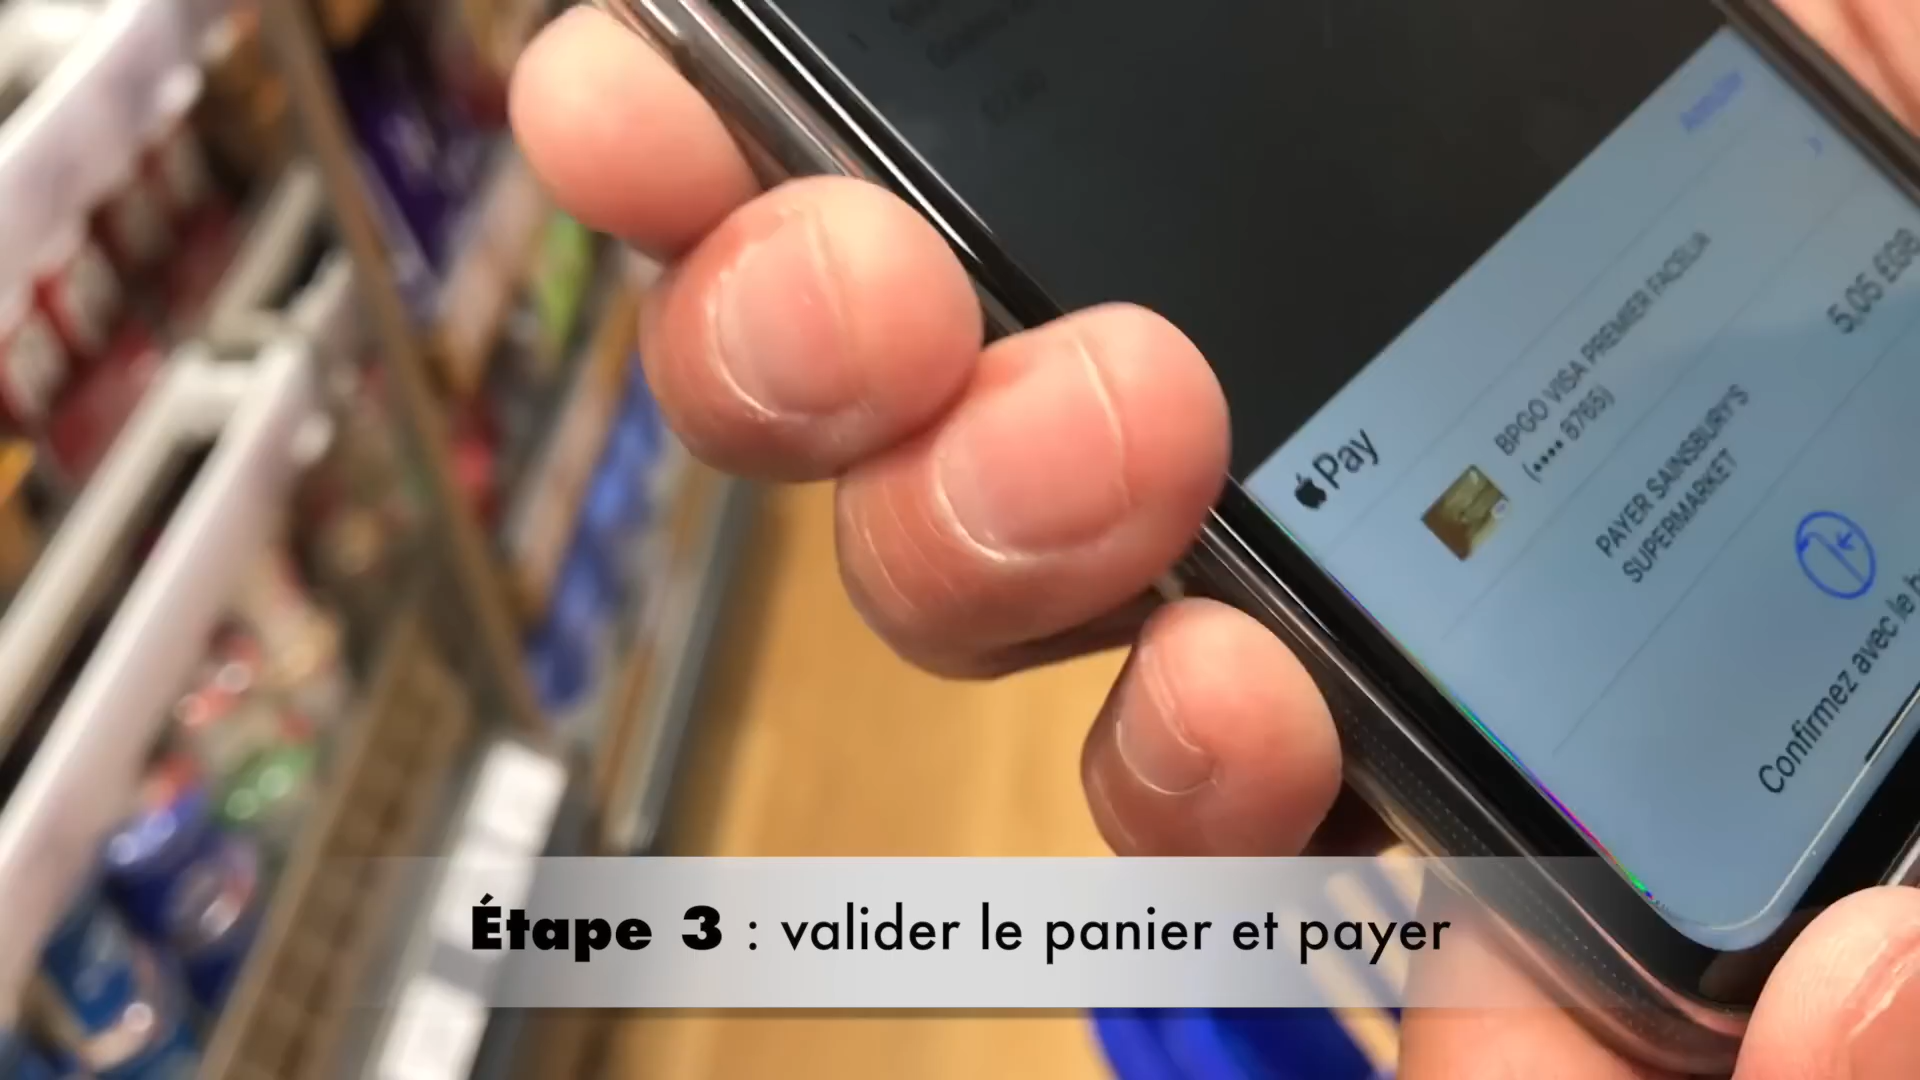 Pay
BPGO VISA PREMIER FACELIA
(•••• 6765)
PAYER SAINSBURY'S
SUPERMARKET
5,05 £GB
Confirmez avec le b
Étape 3 : valider le panier et payer